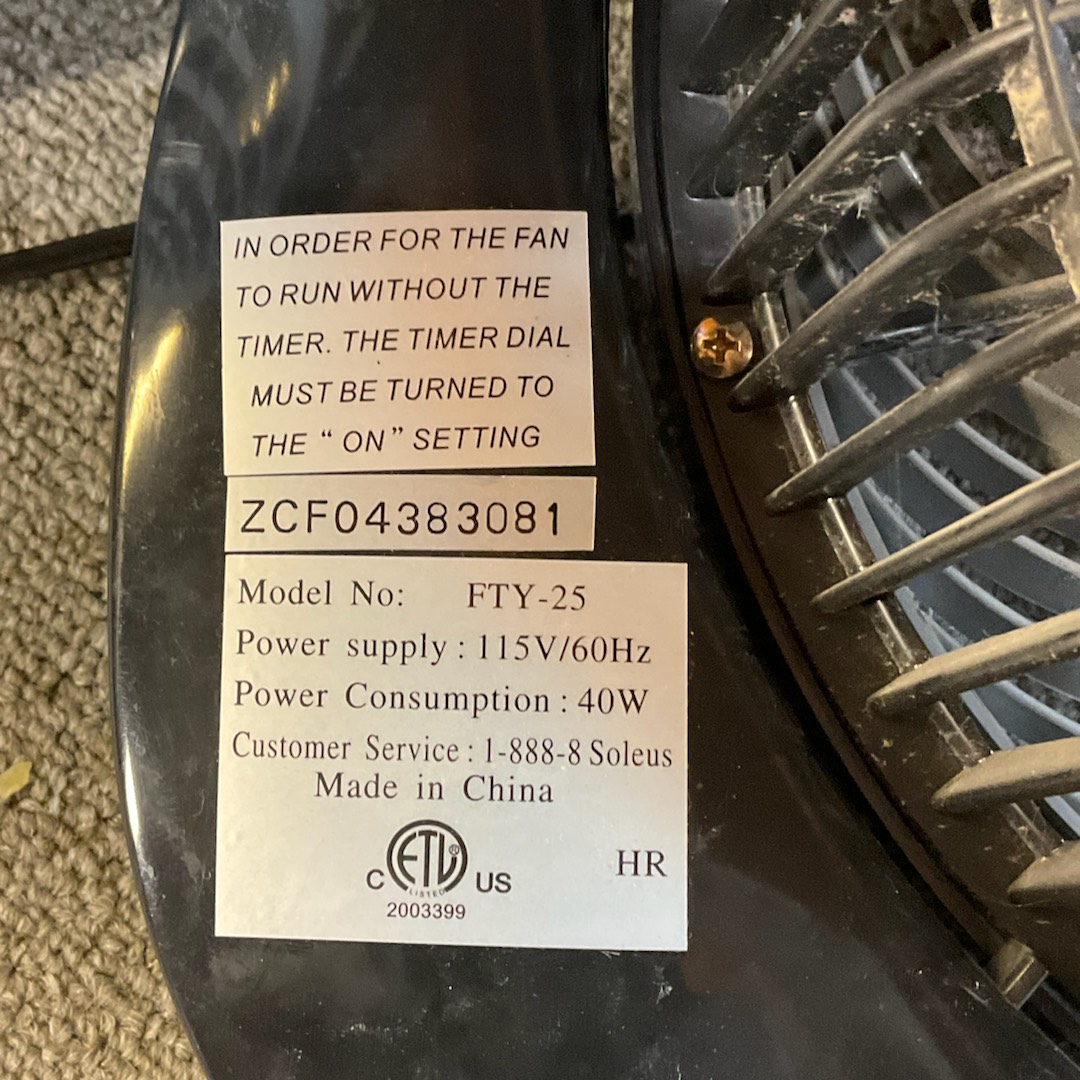 IN ORDER FOR THE FAN
TO RUN WITHOUT THE
TIMER. THE TIMER DIAL
MUST BE TURNED TO
THE “ ON ” SETTING
ZCF04383081
Model No: FTY-25
Power supply : 115V/60Hz
Power Consumption : 40W
Customer Service : 1-888-8 Soleus
Made in China
C ETL ® US
LISTED
HR
2003399